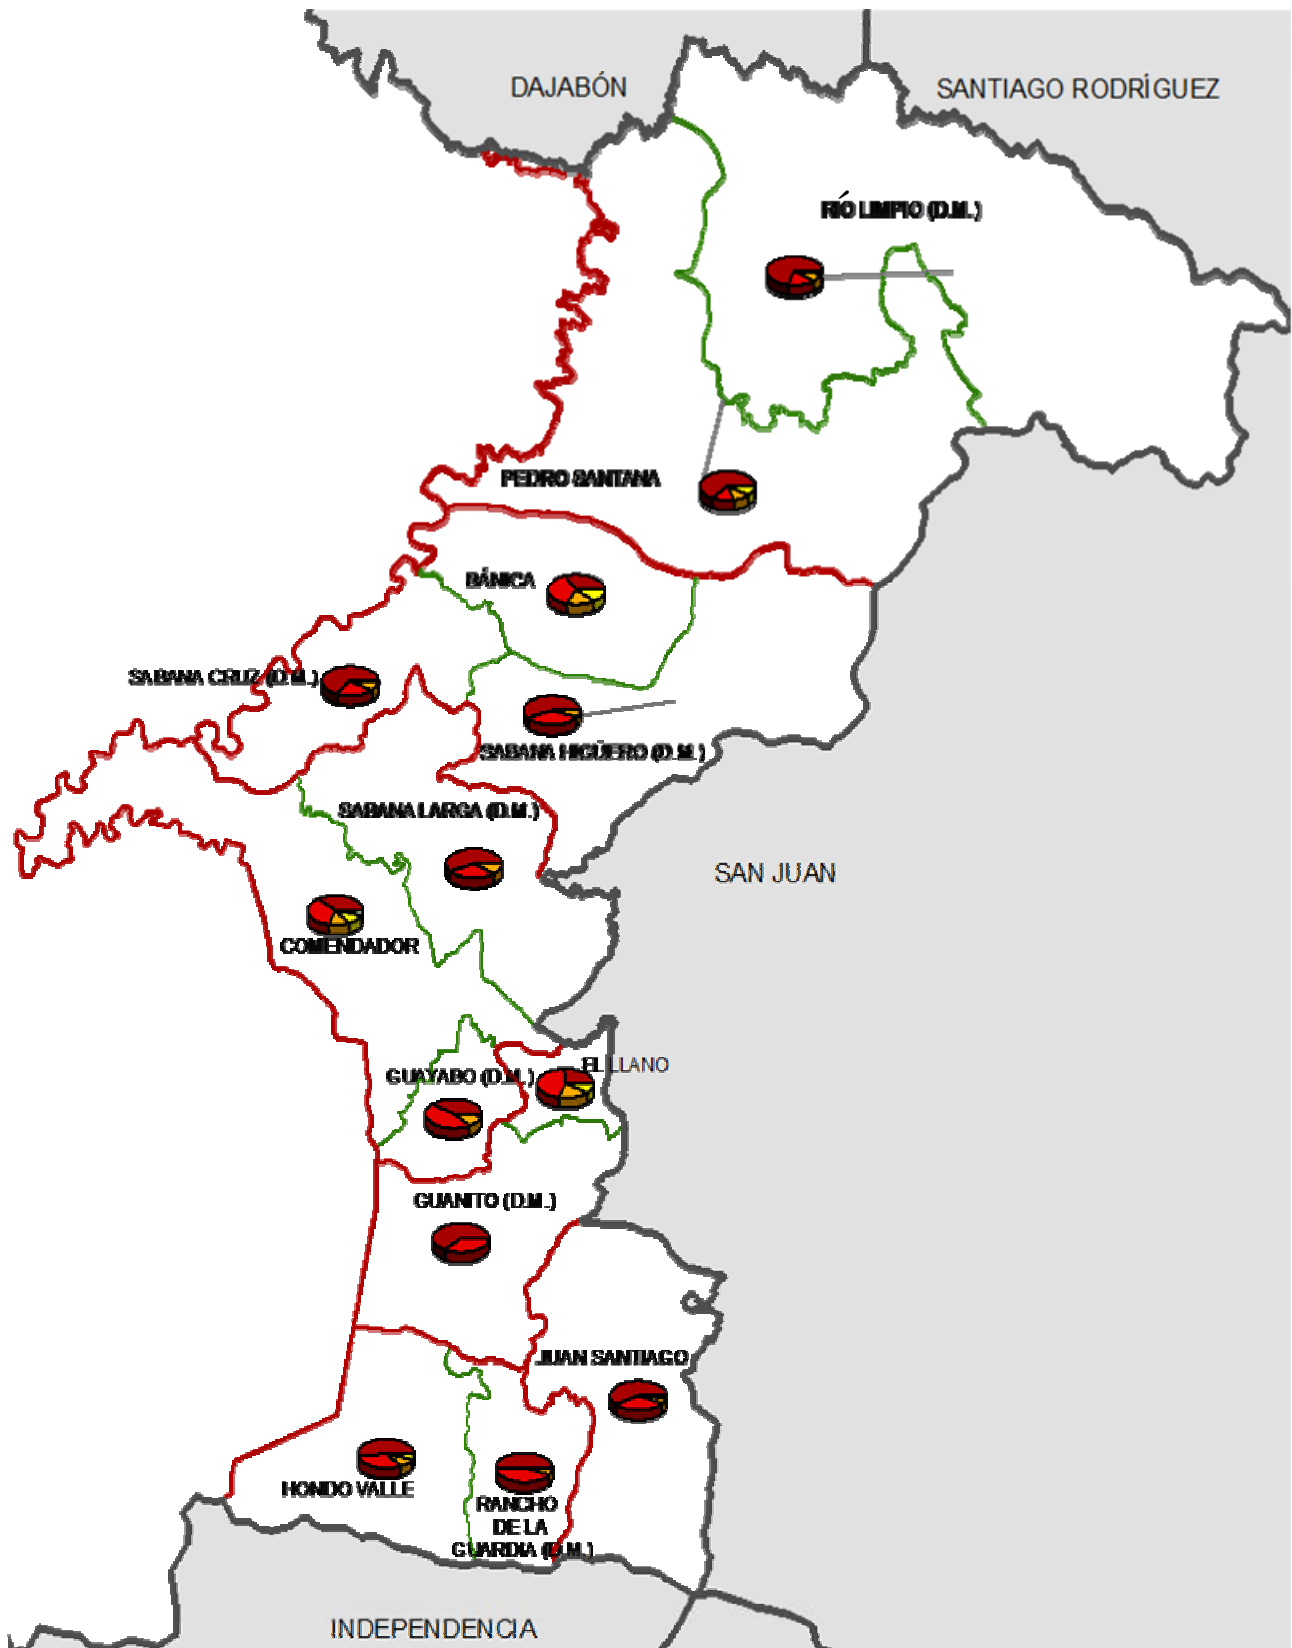 DAJABÓN
SANTIAGO RODRÍGUEZ
RÍO LIMPIO (D.M.)
PEDRO SANTANA
BÁNICA
SABANA CRUZ (D.M.)
SABANA HIGÜERO (D.M.)
SABANA LARGA (D.M.)
SAN JUAN
COMENDADOR
EL LLANO
GUAYABO (D.M.)
GUANITO (D.M.)
JUAN SANTIAGO
HONDO VALLE
RANCHO
DE LA
GUARDIA (D.M.)
INDEPENDENCIA